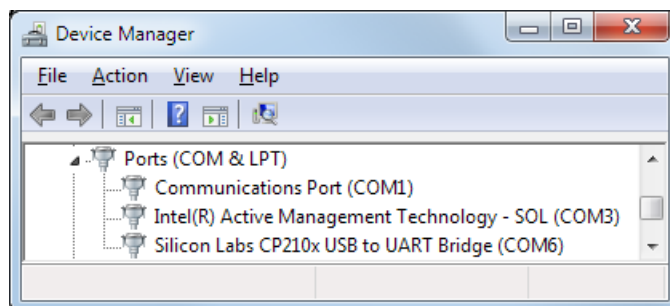 Device Manager
File Action View Help
Ports (COM & LPT)
Communications Port (COM1)
Intel(R) Active Management Technology - SOL (COM3)
Silicon Labs CP210x USB to UART Bridge (COM6)